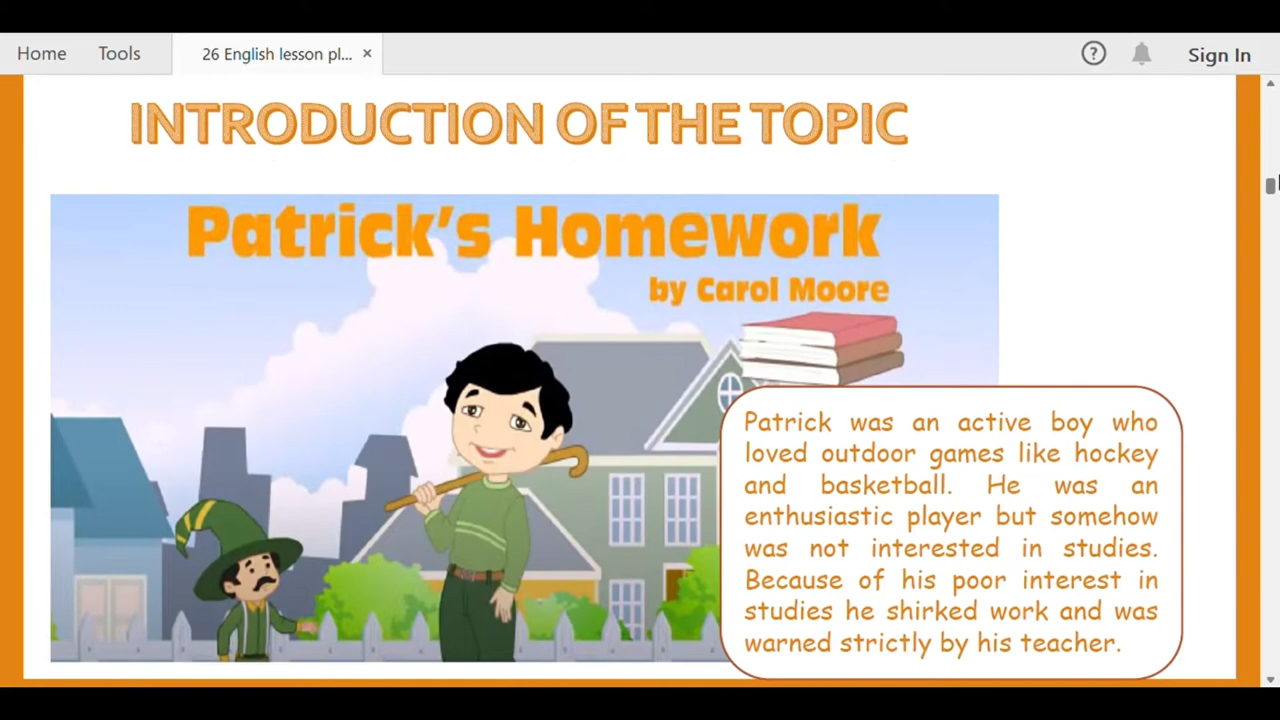 Home Tools 26 English lesson pl... × ? Sign In
INTRODUCTION OF THE TOPIC
Patrick's Homework
by Carol Moore
Patrick was an active boy who
loved outdoor games like hockey
and basketball. He was an
enthusiastic player but somehow
was not interested in studies.
Because of his poor interest in
studies he shirked work and was
warned strictly by his teacher.